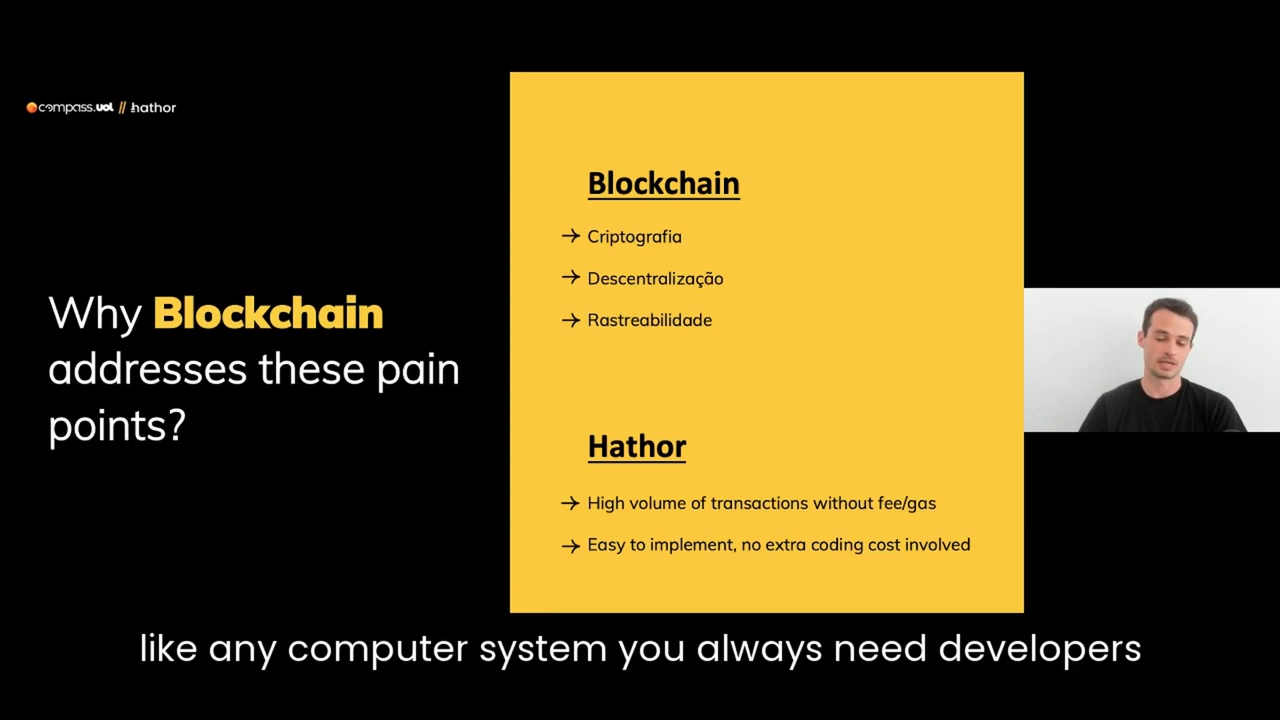 compass.uol // hathor
Why Blockchain
addresses these pain
points?
Blockchain
→ Criptografia
→ Descentralização
→ Rastreabilidade
Hathor
→ High volume of transactions without fee/gas
→ Easy to implement, no extra coding cost involved
like any computer system you always need developers